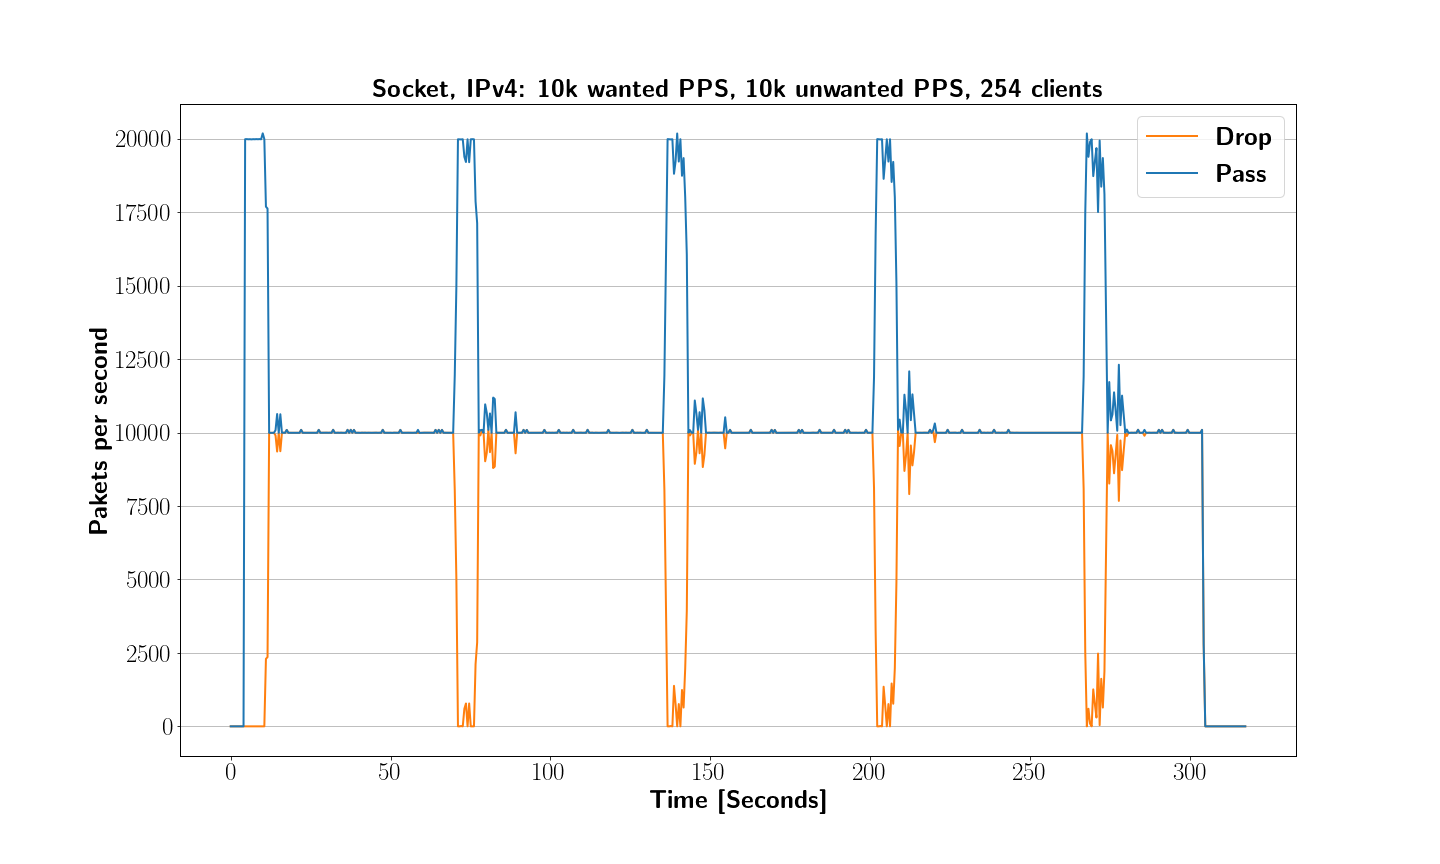 Socket, IPv4: 10k wanted PPS, 10k unwanted PPS, 254 clients
Drop
Pass
20000
17500
15000
12500
10000
7500
5000
2500
0
Pakets per second
0 50 100 150 200 250 300
Time [Seconds]